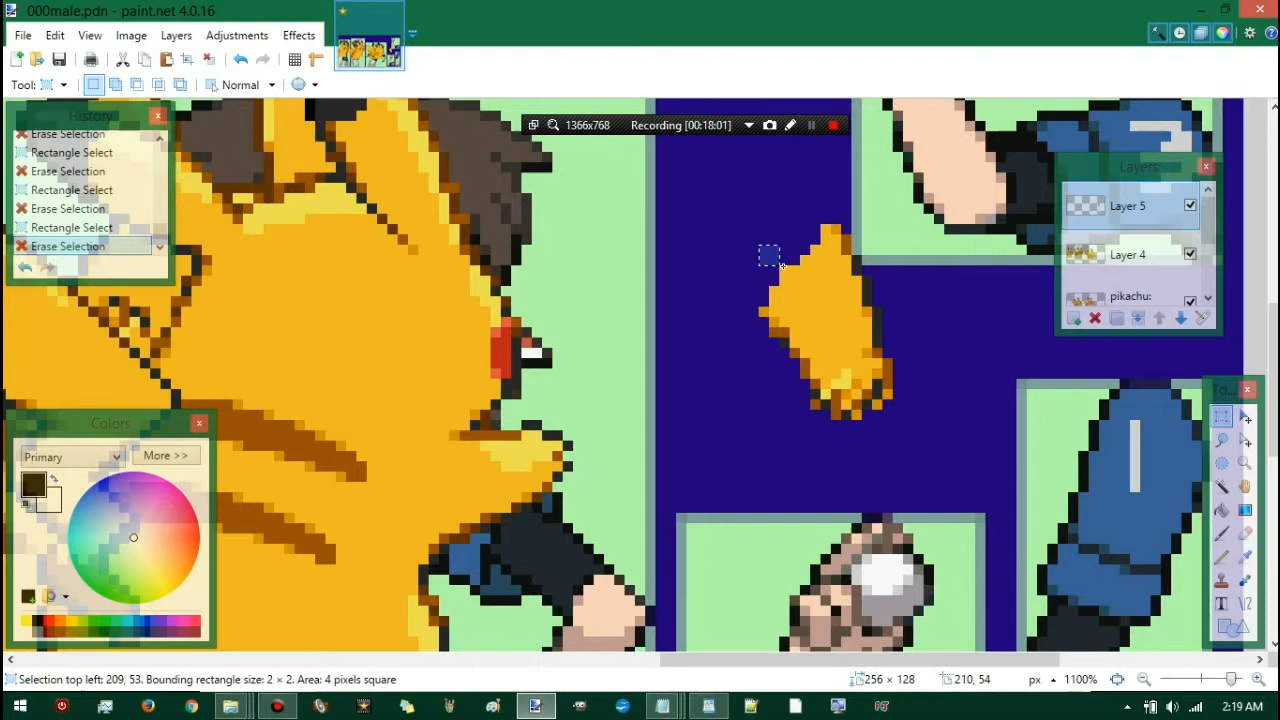 000male.pdn - paint.net 4.0.16
File Edit View Image Layers Adjustments Effects
Tool: Normal
History
Erase Selection
Rectangle Select
Erase Selection
Rectangle Select
Erase Selection
Rectangle Select
Erase Selection
1366x768 Recording [00:18:01]
Layers
Layer 5
Layer 4
pikachu:
To...
Colors
Primary More >>
Selection top left: 209, 53. Bounding rectangle size: 2 × 2. Area: 4 pixels square
256 × 128 210, 54 px 1100%
2:19 AM